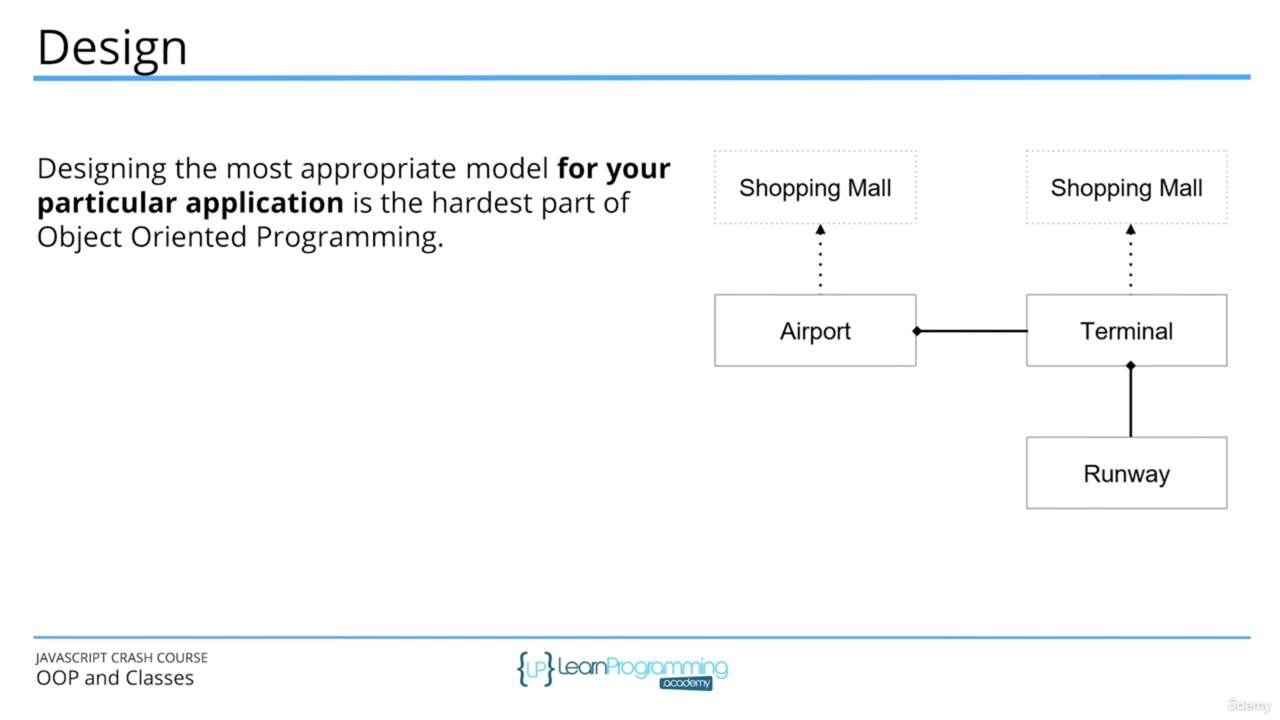 Design
Designing the most appropriate model for your
particular application is the hardest part of
Object Oriented Programming.
Shopping Mall
Shopping Mall
Airport
Terminal
Runway
JAVASCRIPT CRASH COURSE
OOP and Classes
{LP} LearnProgramming
academy
ûdemy